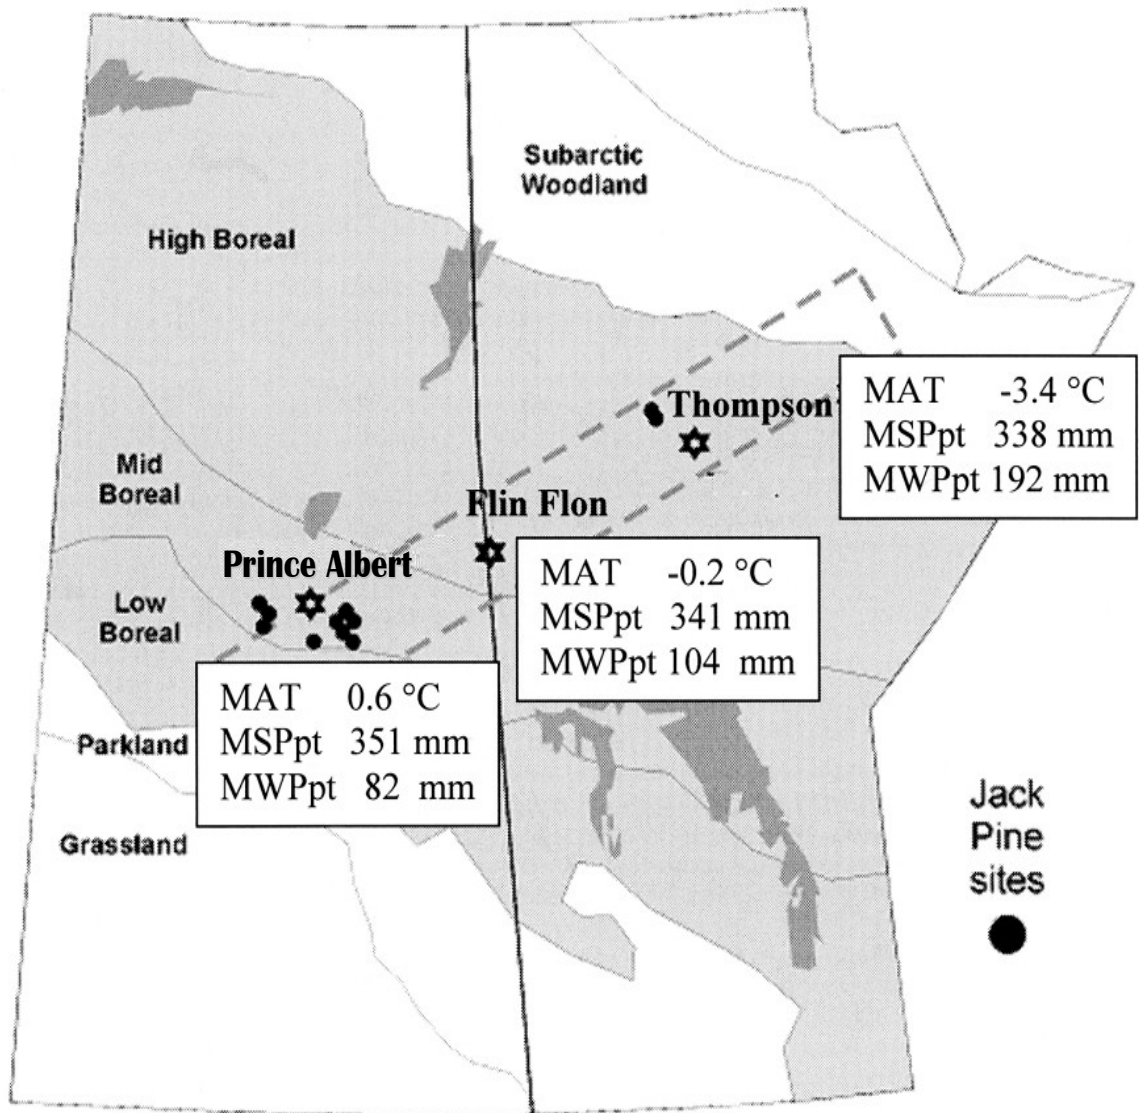 Subarctic
Woodland
High Boreal
Thompson
MAT -3.4 °C
MSPpt 338 mm
MWPpt 192 mm
Mid
Boreal
Flin Flon
Prince Albert
MAT -0.2 °C
MSPpt 341 mm
MWPpt 104 mm
Low
Boreal
MAT 0.6 °C
MSPpt 351 mm
MWPpt 82 mm
Parkland
Grassland
Jack
Pine
sites